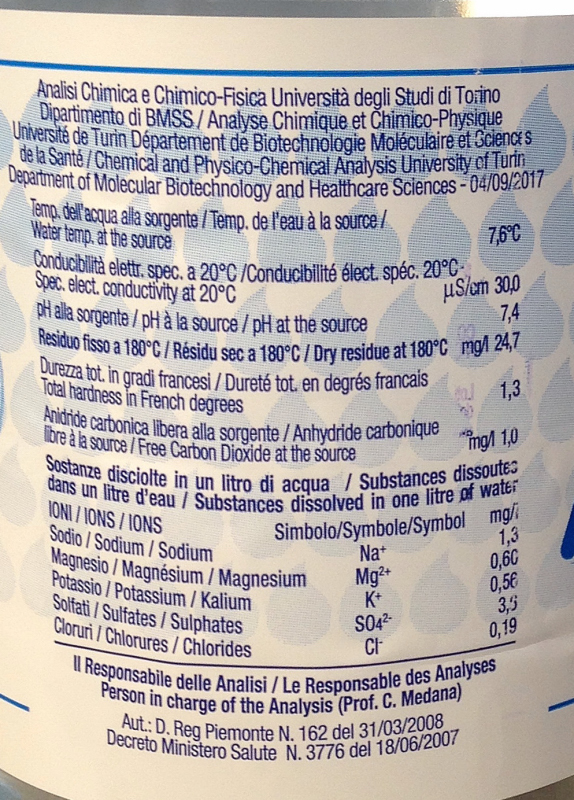 Analisi Chimica e Chimico-Fisica Università degli Studi di Torino
Dipartimento di BMSS / Analyse Chimique et Chimico-Physique
Université de Turin Département de Biotechnologie Moléculaire et Sciences
de la Santé / Chemical and Physico-Chemical Analysis University of Turin
Department of Molecular Biotechnology and Healthcare Sciences - 04/09/2017
Temp. dell'acqua alla sorgente / Temp. de l'eau à la source /
Water temp. at the source 7,6°C
Conducibilità elettr. spec. a 20°C /Conducibilité élect. spéc. 20°C-
Spec. elect. conductivity at 20°C µS/cm 30,0
pH alla sorgente / pH à la source / pH at the source 7,4
Residuo fisso a 180°C / Résidu sec a 180°C / Dry residue at 180°C mg/l 24,7
Durezza tot. in gradi francesi / Dureté tot. en degrés francais
Total hardness in French degrees 1,3
Anidride carbonica libera alla sorgente / Anhydride carbonique
libre à la source / Free Carbon Dioxide at the source mg/l 1,0
Sostanze disciolte in un litro di acqua / Substances dissoutes
dans un litre d'eau / Substances dissolved in one litre of water
IONI / IONS / IONS Simbolo/Symbole/Symbol mg/l
Sodio / Sodium / Sodium Na⁺ 1,3
Magnesio / Magnésium / Magnesium Mg²⁺ 0,60
Potassio / Potassium / Kalium K⁺ 0,56
Solfati / Sulfates / Sulphates SO4²⁻ 3,5
Cloruri / Chlorures / Chlorides Cl⁻ 0,19
Il Responsabile delle Analisi / Le Responsable des Analyses
Person in charge of the Analysis (Prof. C. Medana)
Aut.: D. Reg Piemonte N. 162 del 31/03/2008
Decreto Ministero Salute N. 3776 del 18/06/2007